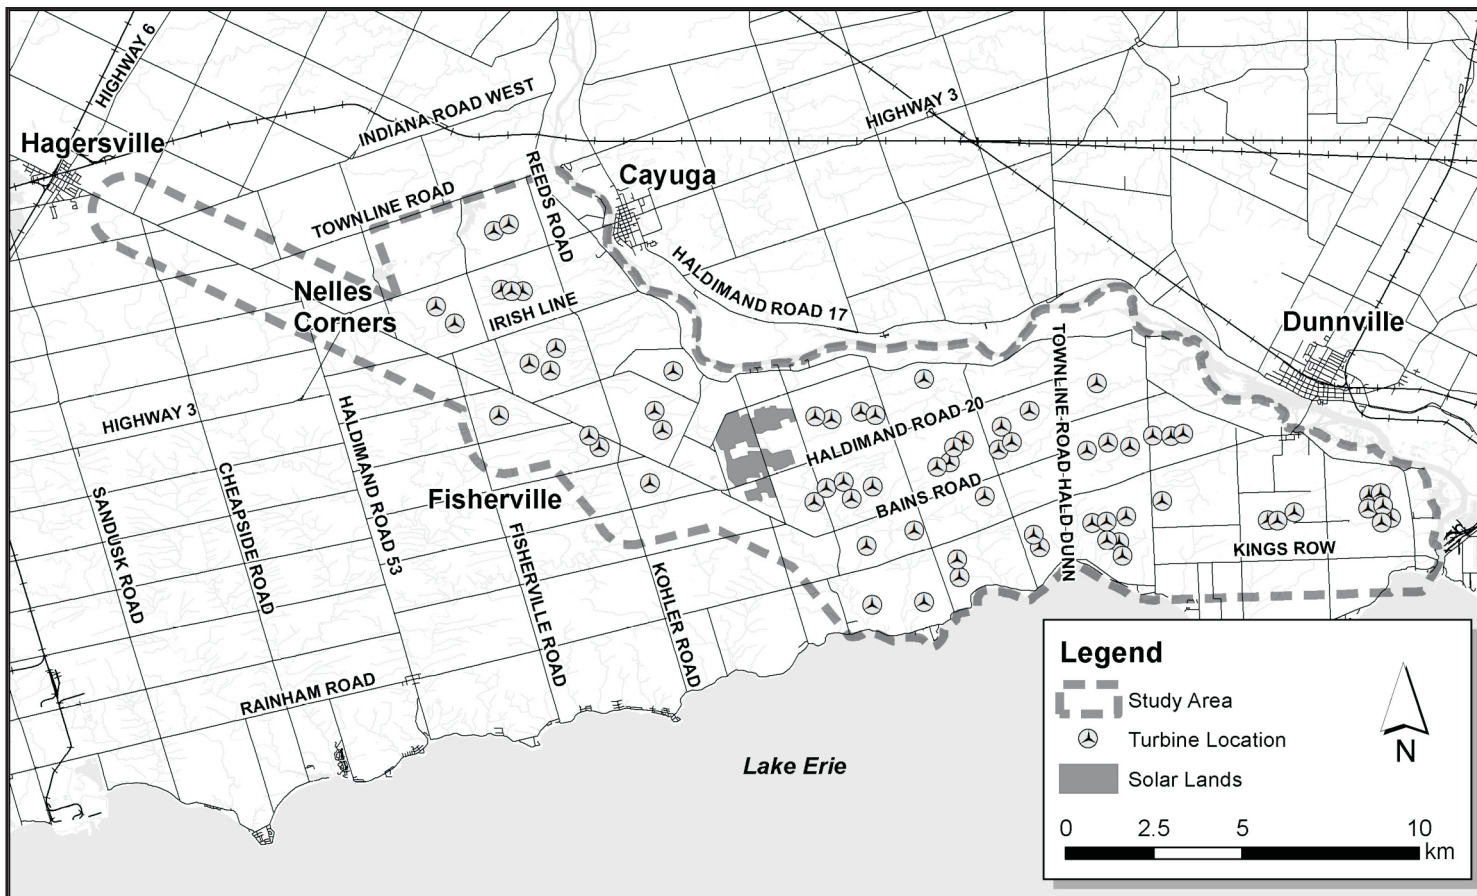 HIGHWAY 6
INDIANA ROAD WEST
HIGHWAY 3
Hagersville
REEDS ROAD
Cayuga
TOWNLINE ROAD
HALDIMAND ROAD 17
Nelles
Corners
IRISH LINE
Dunnville
TOWNLINE-ROAD-HALD-DUNN
HIGHWAY 3
HALDIMAND-ROAD-20
HALDIMAND ROAD 53
CHEAPSIDE ROAD
SANDUSK ROAD
Fisherville
BAINS-ROAD
FISHERVILLE ROAD
KOHLER ROAD
KINGS ROW
RAINHAM ROAD
Lake Erie
Legend
Study Area
Turbine Location
Solar Lands
N
0 2.5 5 10
km